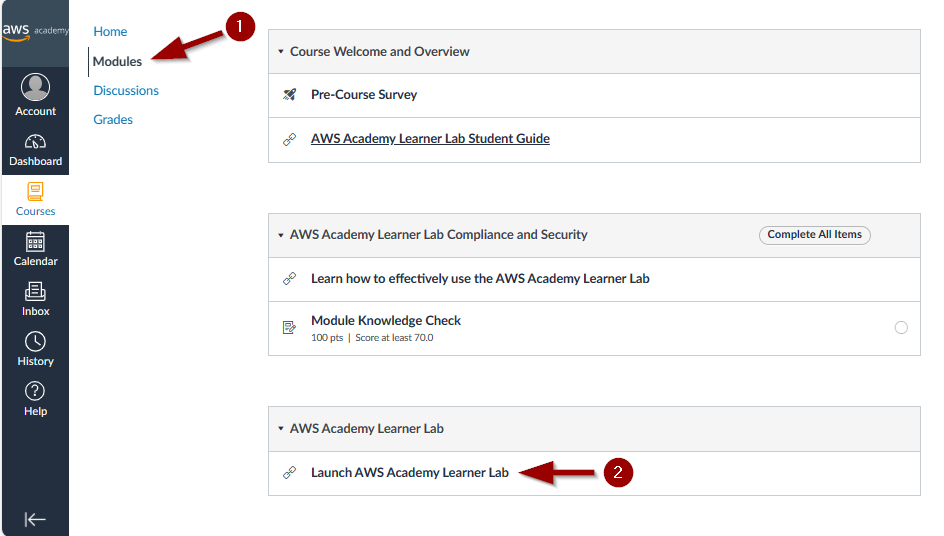 aws academy
Account
Dashboard
Courses
Calendar
Inbox
History
Help
Home
Modules
Discussions
Grades
1
Course Welcome and Overview
Pre-Course Survey
AWS Academy Learner Lab Student Guide
AWS Academy Learner Lab Compliance and Security
Complete All Items
Learn how to effectively use the AWS Academy Learner Lab
Module Knowledge Check
100 pts | Score at least 70.0
AWS Academy Learner Lab
Launch AWS Academy Learner Lab
2